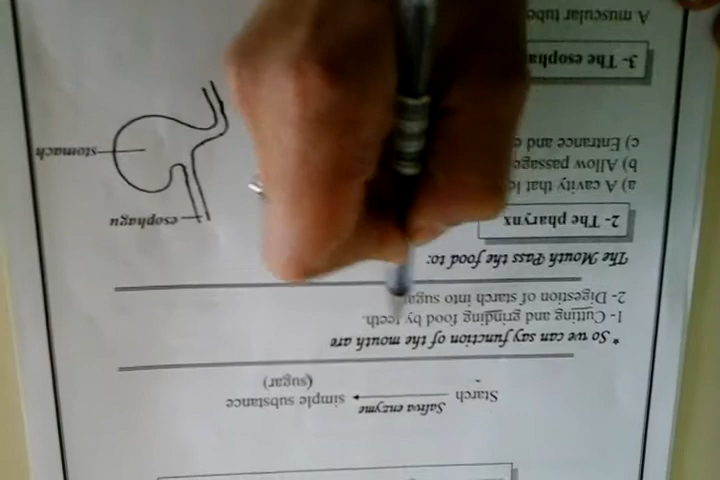 Starch Saliva enzyme simple substance
(sugar)
* So we can say function of the mouth are
1- Cutting and grinding food by teeth.
2- Digestion of starch into suga
The Mouth Pass the food to:
2- The pharynx
a) A cavity that
b) Allow passage
c) Entrance and
3- The esopha
A muscular tube
esophagu
stomach